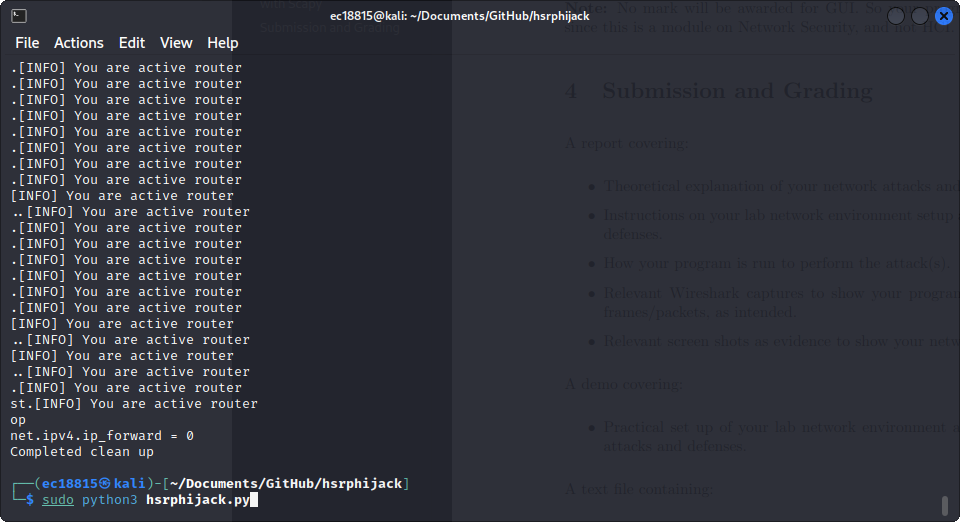 with Scapy
Submission and Grading
ec18815@kali: ~/Documents/GitHub/hsrphijack
Note: No mark will be awarded for GUI. So
since this is a module on Network Security, and not HCI.
File Actions Edit View Help
.[INFO] You are active router
.[INFO] You are active router
.[INFO] You are active router
.[INFO] You are active router
.[INFO] You are active router
.[INFO] You are active router
.[INFO] You are active router
.[INFO] You are active router
[INFO] You are active router
..[INFO] You are active router
.[INFO] You are active router
.[INFO] You are active router
.[INFO] You are active router
.[INFO] You are active router
.[INFO] You are active router
.[INFO] You are active router
[INFO] You are active router
..[INFO] You are active router
[INFO] You are active router
..[INFO] You are active router
.[INFO] You are active router
st.[INFO] You are active router
op
net.ipv4.ip_forward = 0
Completed clean up
┌──(ec18815㉿kali)-[~/Documents/GitHub/hsrphijack]
└─$ sudo python3 hsrphijack.py
4 Submission and Grading
A report covering:
• Theoretical explanation of your network attacks and
• Instructions on your lab network environment setup
defenses.
• How your program is run to perform the attack(s).
• Relevant Wireshark captures to show your program
frames/packets, as intended.
• Relevant screen shots as evidence to show your
A demo covering:
• Practical set up of your lab network environment
attacks and defenses.
A text file containing: